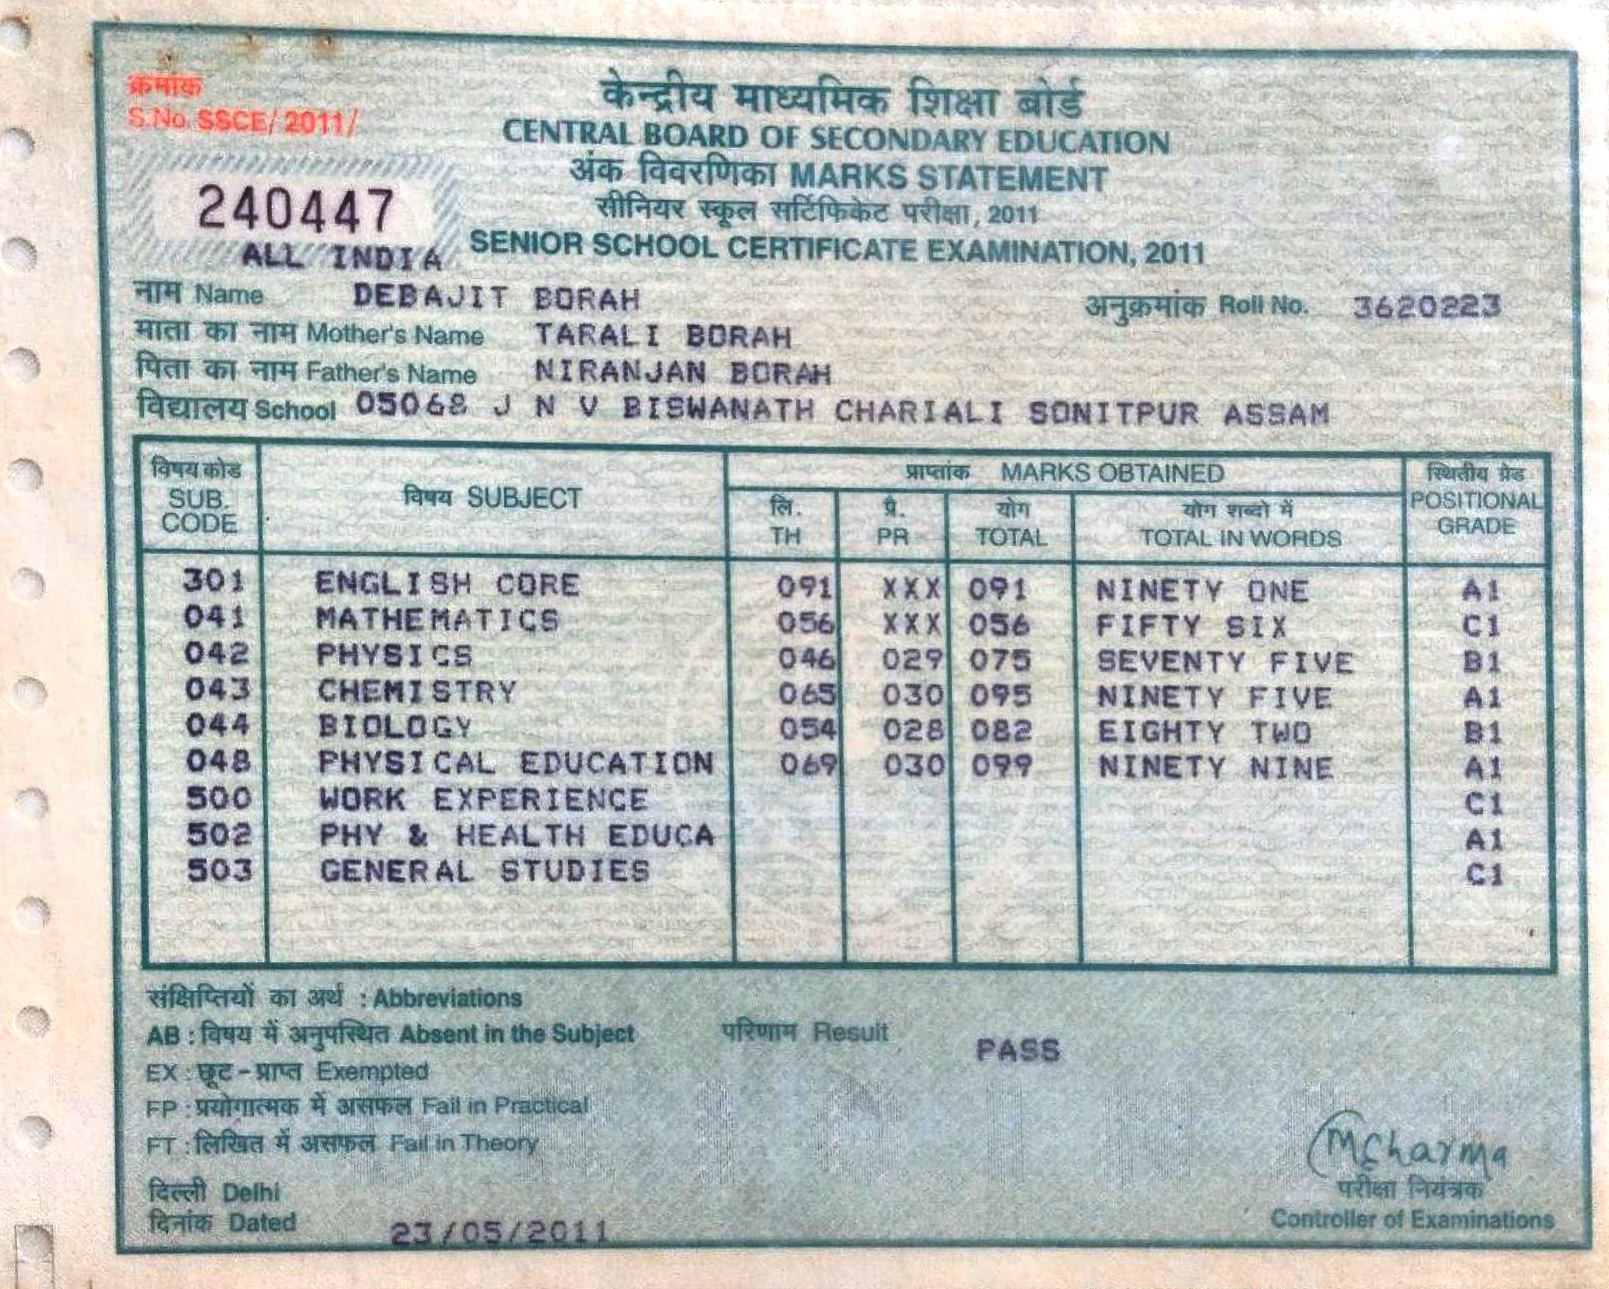 क्रमांक
S.No. SSCE/2011/
240447
ALL INDIA
केन्द्रीय माध्यमिक शिक्षा बोर्ड
CENTRAL BOARD OF SECONDARY EDUCATION
अंक विवरणिका MARKS STATEMENT
सीनियर स्कूल सर्टिफिकेट परीक्षा, 2011
SENIOR SCHOOL CERTIFICATE EXAMINATION, 2011
नाम Name DEBAJIT BORAH अनुक्रमांक Roll No. 3620223
माता का नाम Mother's Name TARALI BORAH
पिता का नाम Father's Name NIRANJAN BORAH
विद्यालय School 05068 J N V BISWANATH CHARIALI SONITPUR ASSAM
विषय कोड SUB. CODE विषय SUBJECT प्राप्तांक MARKS OBTAINED स्थितीय ग्रेड POSITIONAL GRADE
लि. TH प्रै. PR योग TOTAL योग शब्दो में TOTAL IN WORDS
301 ENGLISH CORE 091 XXX 091 NINETY ONE A1
041 MATHEMATICS 056 XXX 056 FIFTY SIX C1
042 PHYSICS 046 029 075 SEVENTY FIVE B1
043 CHEMISTRY 065 030 095 NINETY FIVE A1
044 BIOLOGY 054 028 082 EIGHTY TWO B1
048 PHYSICAL EDUCATION 069 030 099 NINETY NINE A1
500 WORK EXPERIENCE C1
502 PHY & HEALTH EDUCA A1
503 GENERAL STUDIES C1
संक्षिप्तियों का अर्थ : Abbreviations
AB : विषय में अनुपस्थित Absent in the Subject परिणाम Result PASS
EX : छूट-प्राप्त Exempted
FP : प्रयोगात्मक में असफल Fail in Practical
FT : लिखित में असफल Fail in Theory
दिल्ली Delhi
दिनांक Dated 23/05/2011
MCharma
परीक्षा नियंत्रक
Controller of Examinations